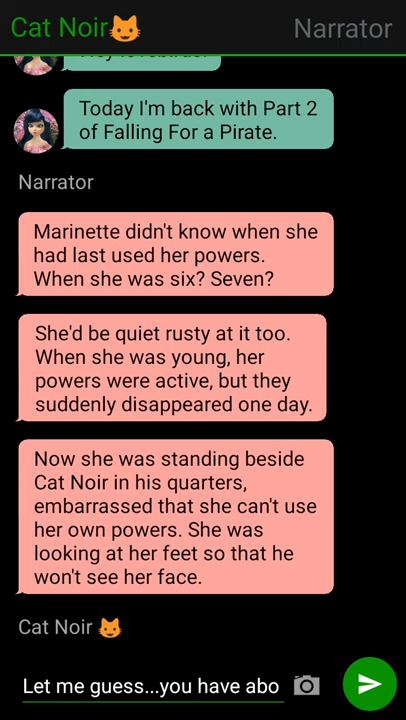 Cat Noir🐱 Narrator
Today I'm back with Part 2
of Falling For a Pirate.
Narrator
Marinette didn't know when she
had last used her powers.
When she was six? Seven?
She'd be quiet rusty at it too.
When she was young, her
powers were active, but they
suddenly disappeared one day.
Now she was standing beside
Cat Noir in his quarters,
embarrassed that she can't use
her own powers. She was
looking at her feet so that he
won't see her face.
Cat Noir 🐱
Let me guess...you have abo